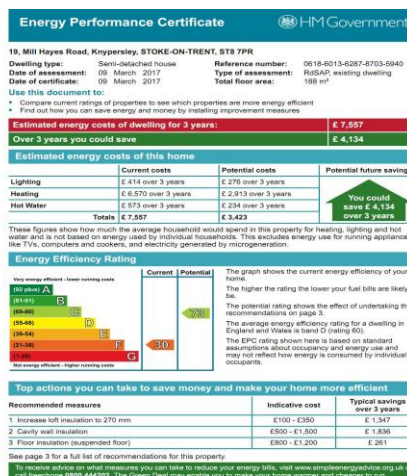 Energy Performance Certificate HM Government
19, Mill Hayes Road, Knypersley, STOKE-ON-TRENT, ST8 7PR
Dwelling type: Semi-detached house Reference number: 0618-6013-6287-8703-5940
Date of assessment: 09 March 2017 Type of assessment: RdSAP, existing dwelling
Date of certificate: 09 March 2017 Total floor area: 188 m²
Use this document to:
• Compare current ratings of properties to see which properties are more energy efficient
• Find out how you can save energy and money by installing improvement measures
Estimated energy costs of dwelling for 3 years: £ 7,557
Over 3 years you could save £ 4,134
Estimated energy costs of this home
Current costs Potential costs Potential future saving
Lighting £ 414 over 3 years £ 276 over 3 years
Heating £ 6,570 over 3 years £ 2,913 over 3 years
Hot Water £ 573 over 3 years £ 234 over 3 years
Totals £ 7,557 £ 3,423
You could
save £ 4,134
over 3 years
These figures show how much the average household would spend in this property for heating, lighting and hot
water and is not based on energy used by individual households. This excludes energy use for running appliance
like TVs, computers and cookers, and electricity generated by microgeneration.
Energy Efficiency Rating
Current Potential
Very energy efficient - lower running costs
(92 plus) A
(81-91) B
(69-80) C
(55-68) D
(39-54) E
(21-38) F
(1-20) G
Not energy efficient - higher running costs
30
73
The graph shows the current energy efficiency of your
home.
The higher the rating the lower your fuel bills are likely
be.
The potential rating shows the effect of undertaking th
recommendations on page 3.
The average energy efficiency rating for a dwelling in
England and Wales is band D (rating 60).
The EPC rating shown here is based on standard
assumptions about occupancy and energy use and
may not reflect how energy is consumed by individual
occupants.
Top actions you can take to save money and make your home more efficient
Recommended measures Indicative cost Typical savings
over 3 years
1 Increase loft insulation to 270 mm £100 - £350 £ 1,347
2 Cavity wall insulation £500 - £1,500 £ 1,836
3 Floor insulation (suspended floor) £800 - £1,200 £ 261
See page 3 for a full list of recommendations for this property.
To receive advice on what measures you can take to reduce your energy bills, visit www.simpleenergyadvice.org.uk
call freephone 0800 444202. The Green Deal may enable you to make your home warmer and cheaper to run